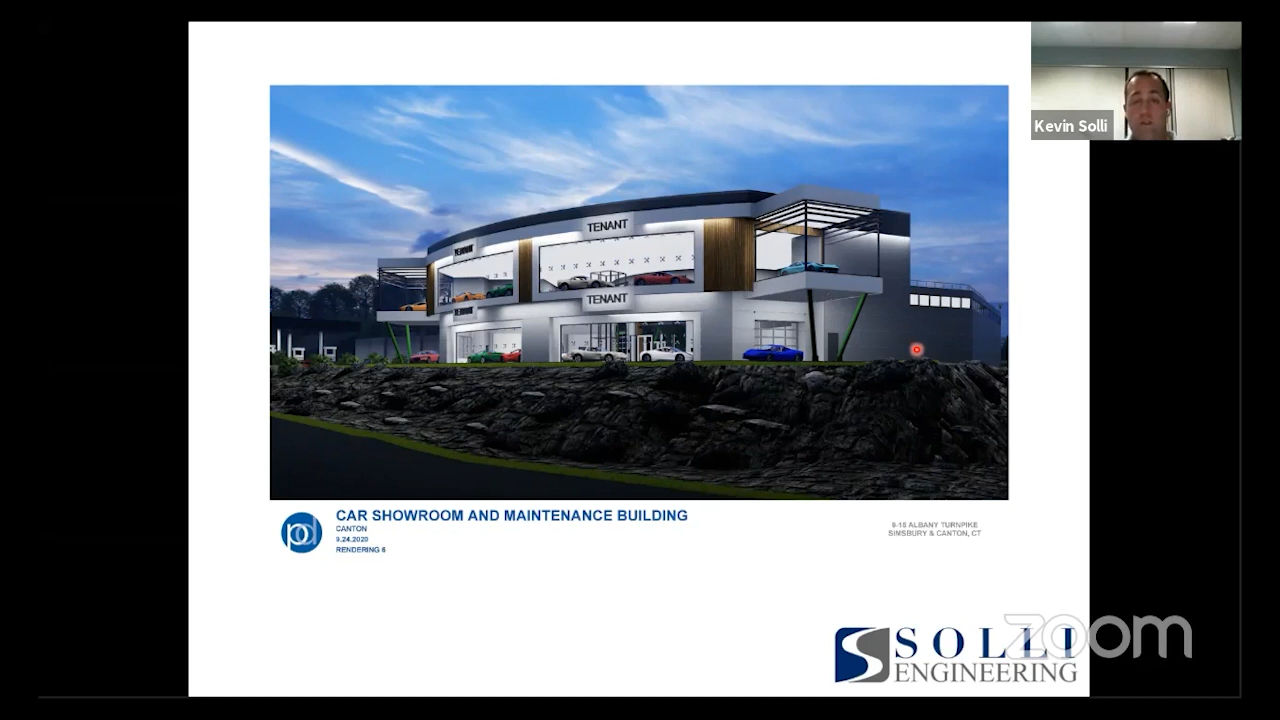 Kevin Solli
TENANT
TENANT
CAR SHOWROOM AND MAINTENANCE BUILDING
CANTON
9.24.2020
RENDERING 6
9-15 ALBANY TURNPIKE
SIMSBURY & CANTON, CT
pd
SOLLI
ENGINEERING
zoom